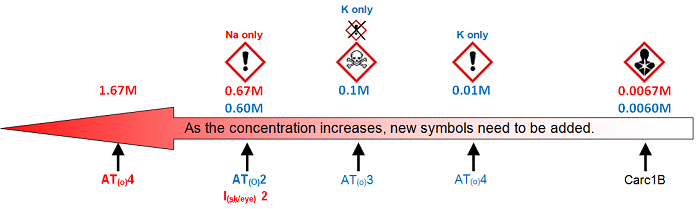 K only
Na only
K only
1.67M
0.67M
0.1M
0.01M
0.0067M
0.60M
0.0060M
As the concentration increases, new symbols need to be added.
AT(o)4
AT(O)2
AT(o)3
AT(o)4
Carc1B
I(sk/eye) 2